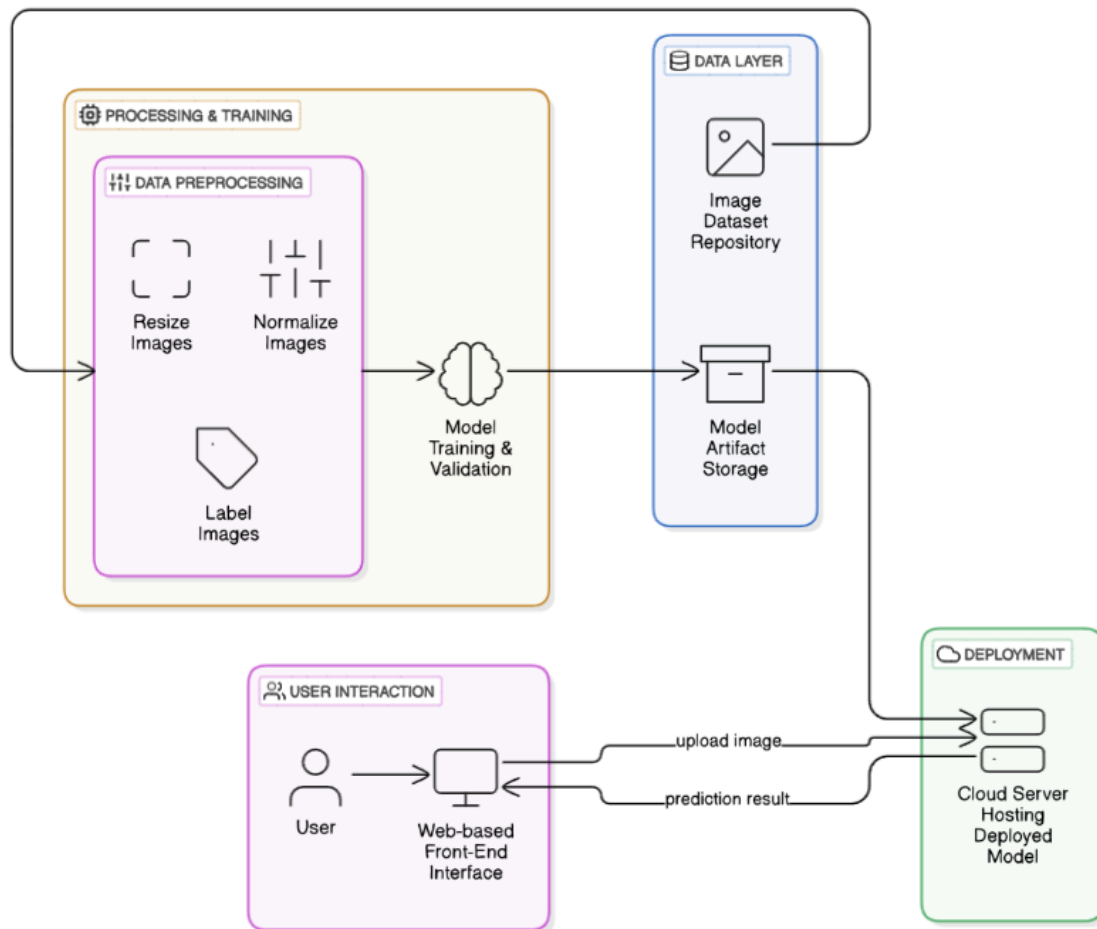 DATA LAYER
Image
Dataset
Repository
PROCESSING & TRAINING
DATA PREPROCESSING
Resize
Images
Normalize
Images
Label
Images
Model
Training &
Validation
Model
Artifact
Storage
USER INTERACTION
User
Web-based
Front-End
Interface
upload image
prediction result
DEPLOYMENT
Cloud Server
Hosting
Deployed
Model